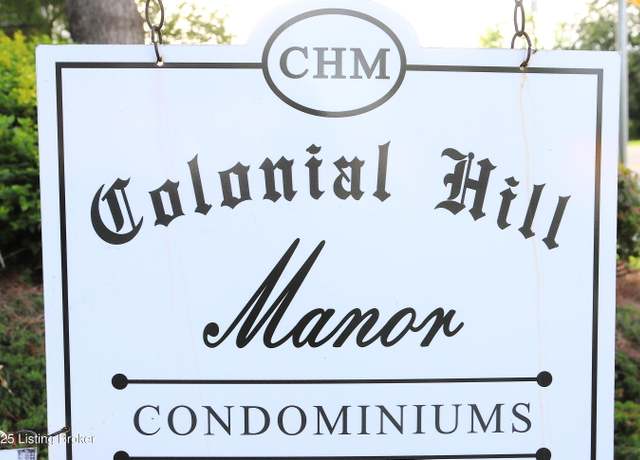 CHM
Colonial Hill
Manor
CONDOMINIUMS
25 Listing Broker